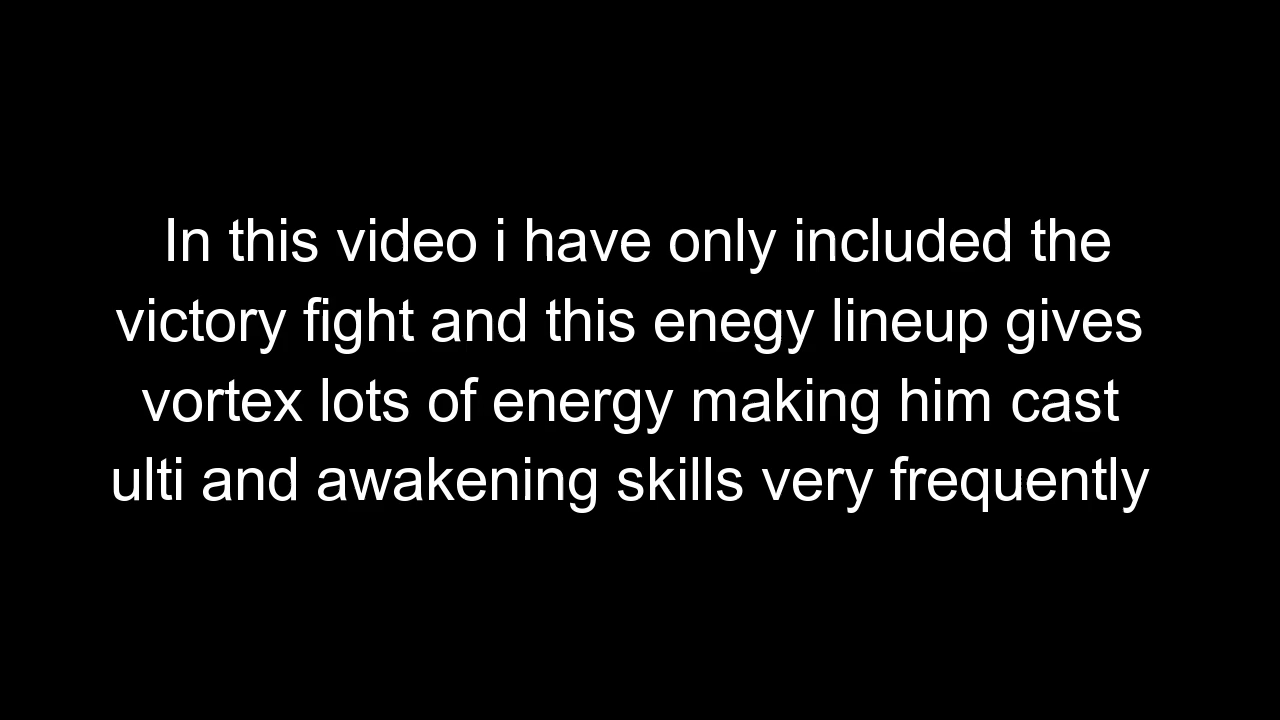 In this video i have only included the
victory fight and this enegy lineup gives
vortex lots of energy making him cast
ulti and awakening skills very frequently